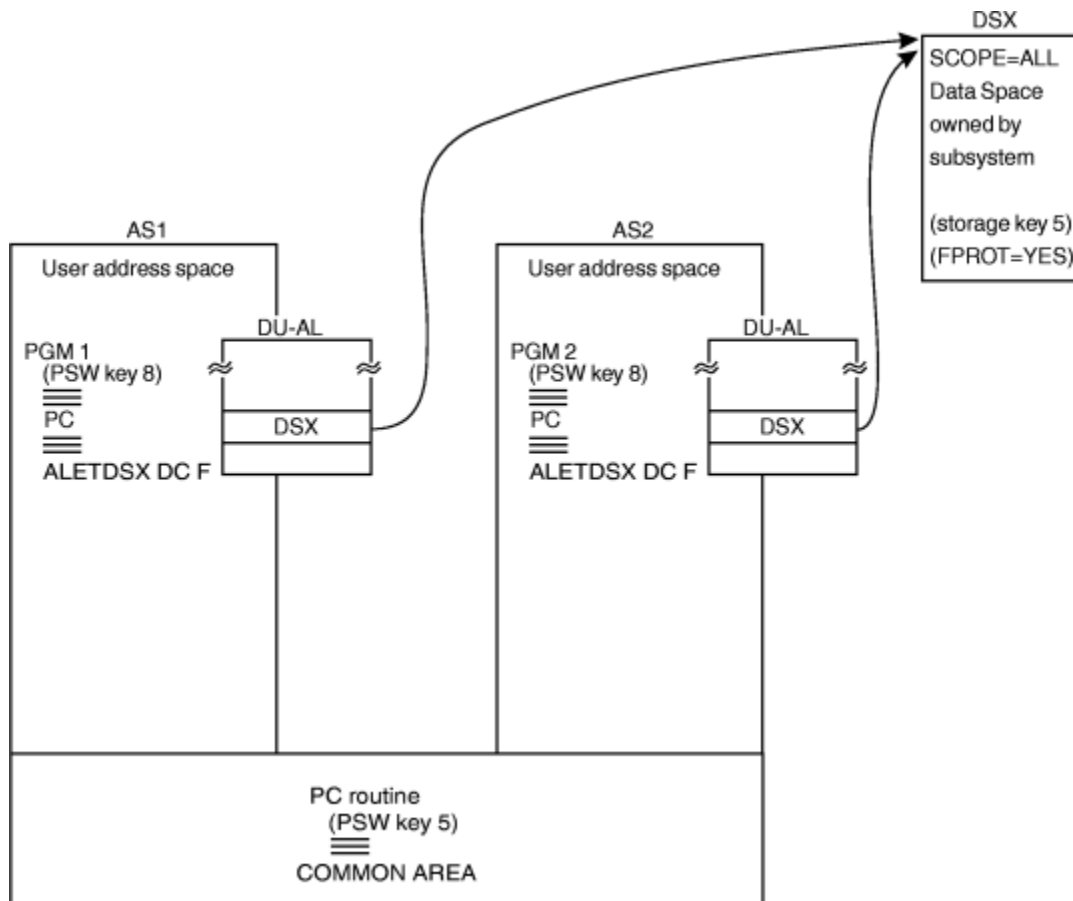 DSX
SCOPE=ALL
Data Space
owned by
subsystem
(storage key 5)
(FPROT=YES)
AS1
User address space
DU-AL
PGM 1
(PSW key 8)
PC
DSX
ALETDSX DC F
AS2
User address space
DU-AL
PGM 2
(PSW key 8)
PC
DSX
ALETDSX DC F
PC routine
(PSW key 5)
COMMON AREA